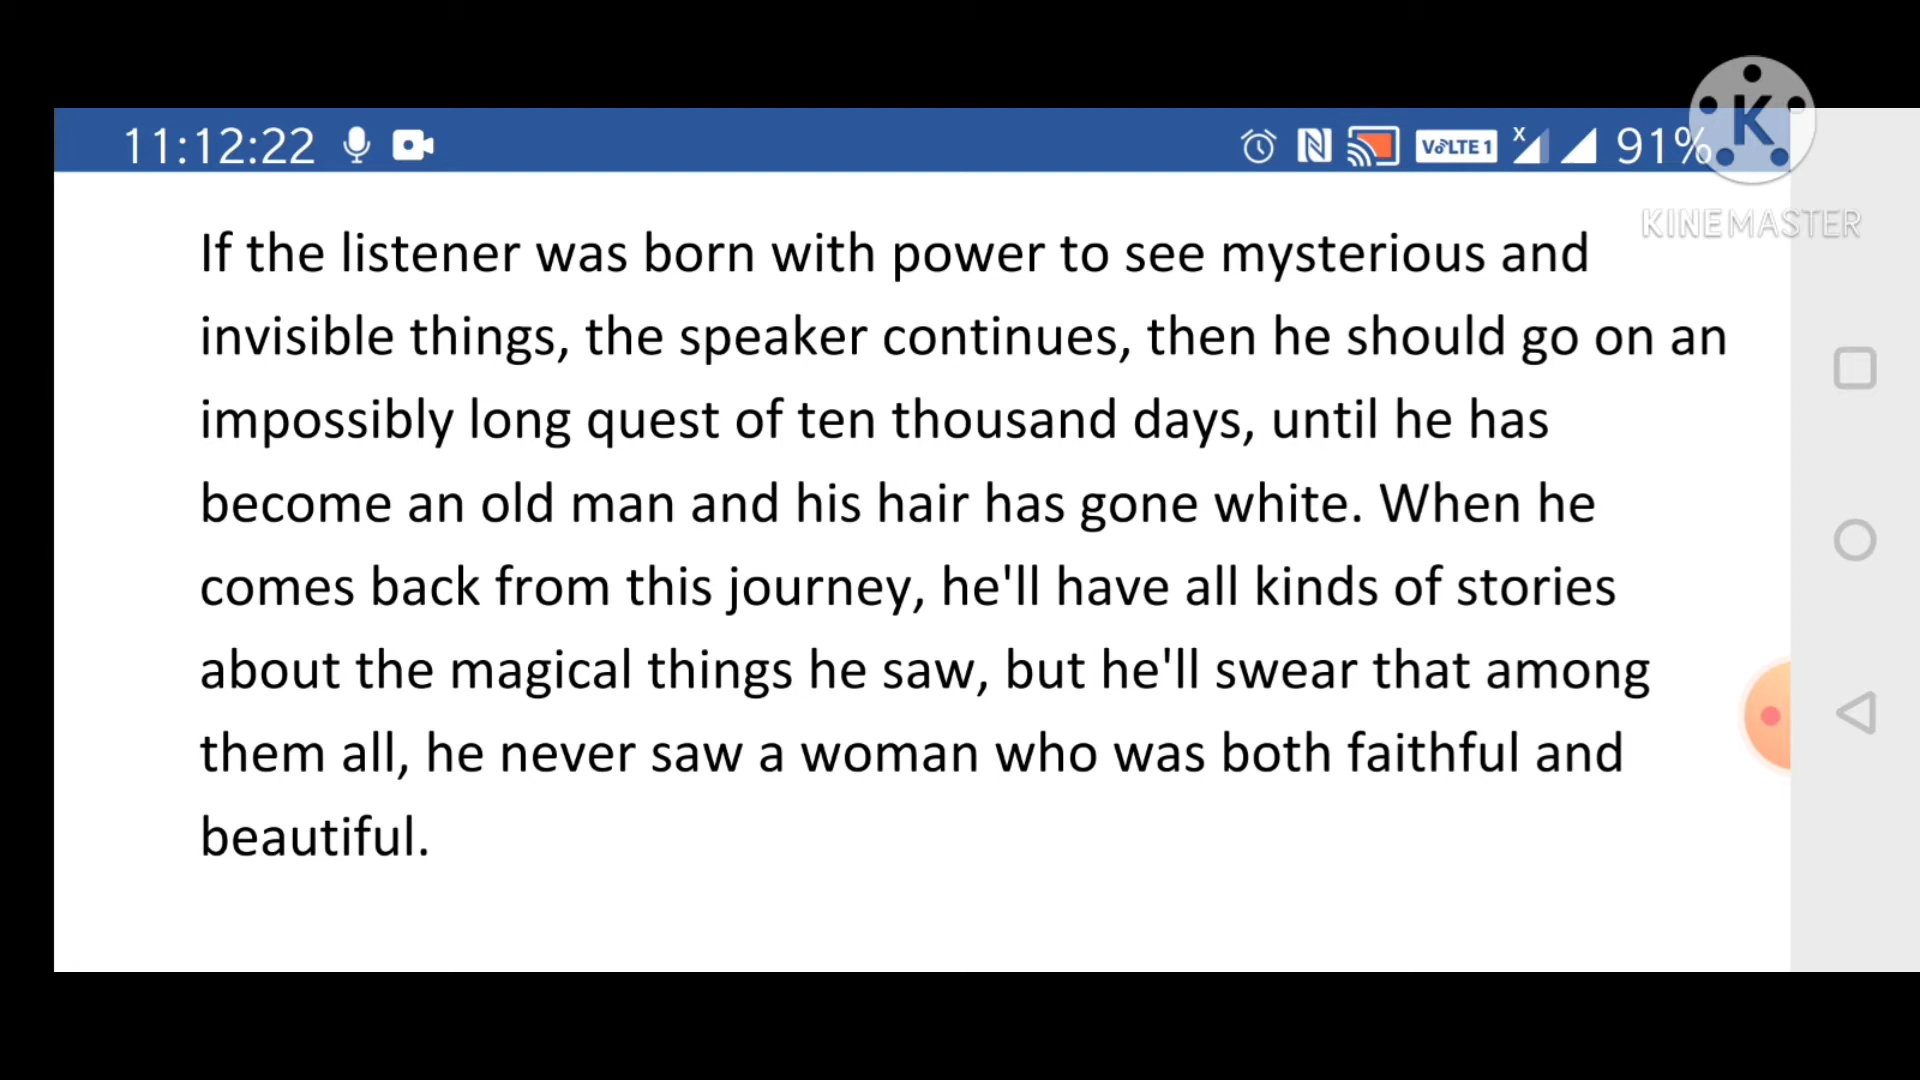 11:12:22 N VoLTE 1 x 91% K
KINEMASTER
If the listener was born with power to see mysterious and
invisible things, the speaker continues, then he should go on an
impossibly long quest of ten thousand days, until he has
become an old man and his hair has gone white. When he
comes back from this journey, he'll have all kinds of stories
about the magical things he saw, but he'll swear that among
them all, he never saw a woman who was both faithful and
beautiful.